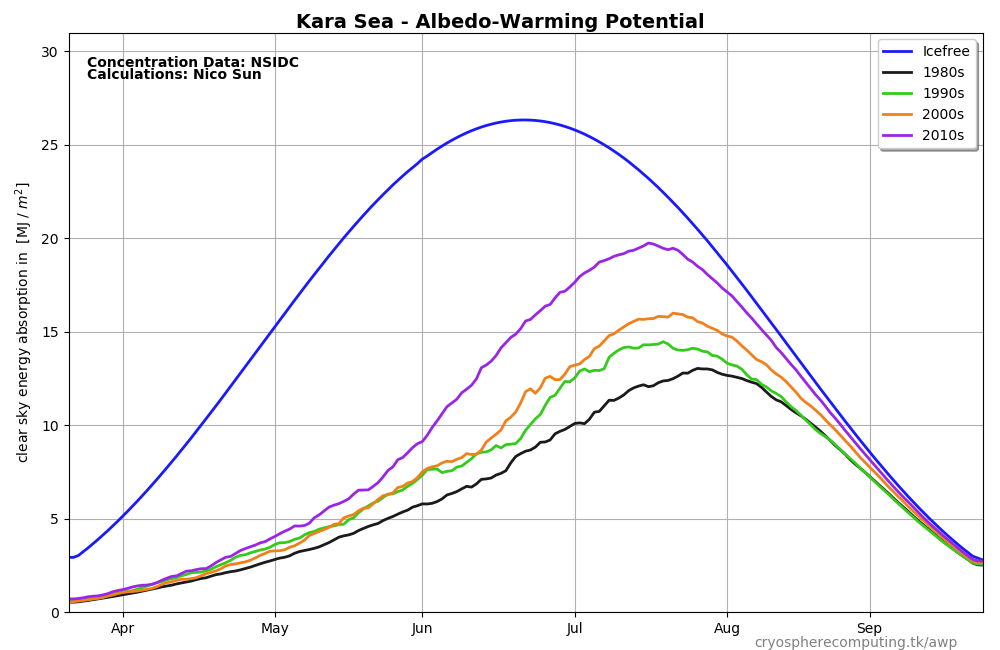 Kara Sea - Albedo-Warming Potential
Concentration Data: NSIDC
Calculations: Nico Sun
Icefree
1980s
1990s
2000s
2010s
clear sky energy absorption in [MJ / m²]
30
25
20
15
10
5
0
Apr May Jun Jul Aug Sep
cryospherecomputing.tk/awp